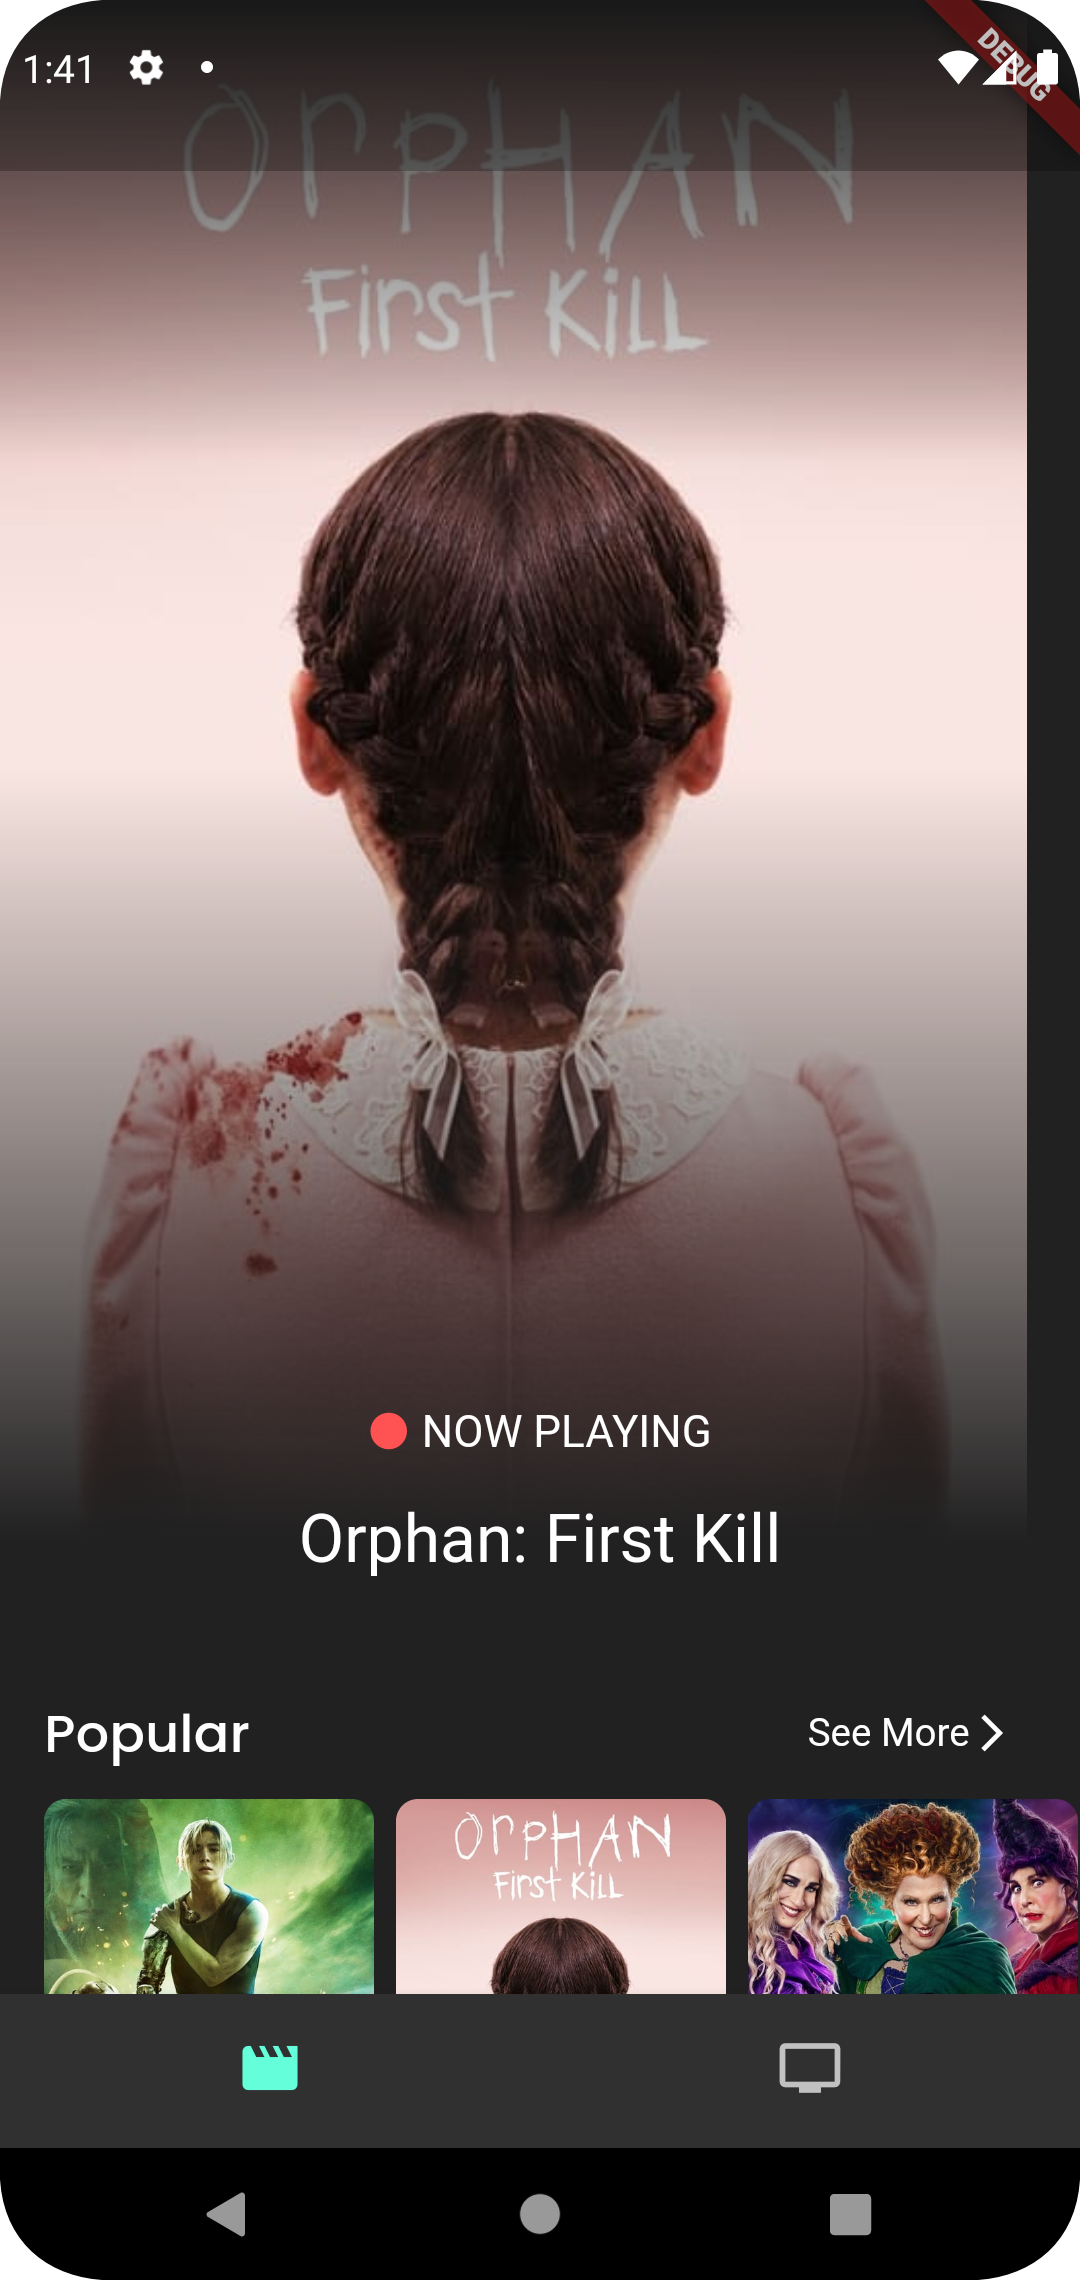 1:41
DEBUG
ORPHAN
First Kill
NOW PLAYING
Orphan: First Kill
Popular
See More
ORPHAN
First Kill